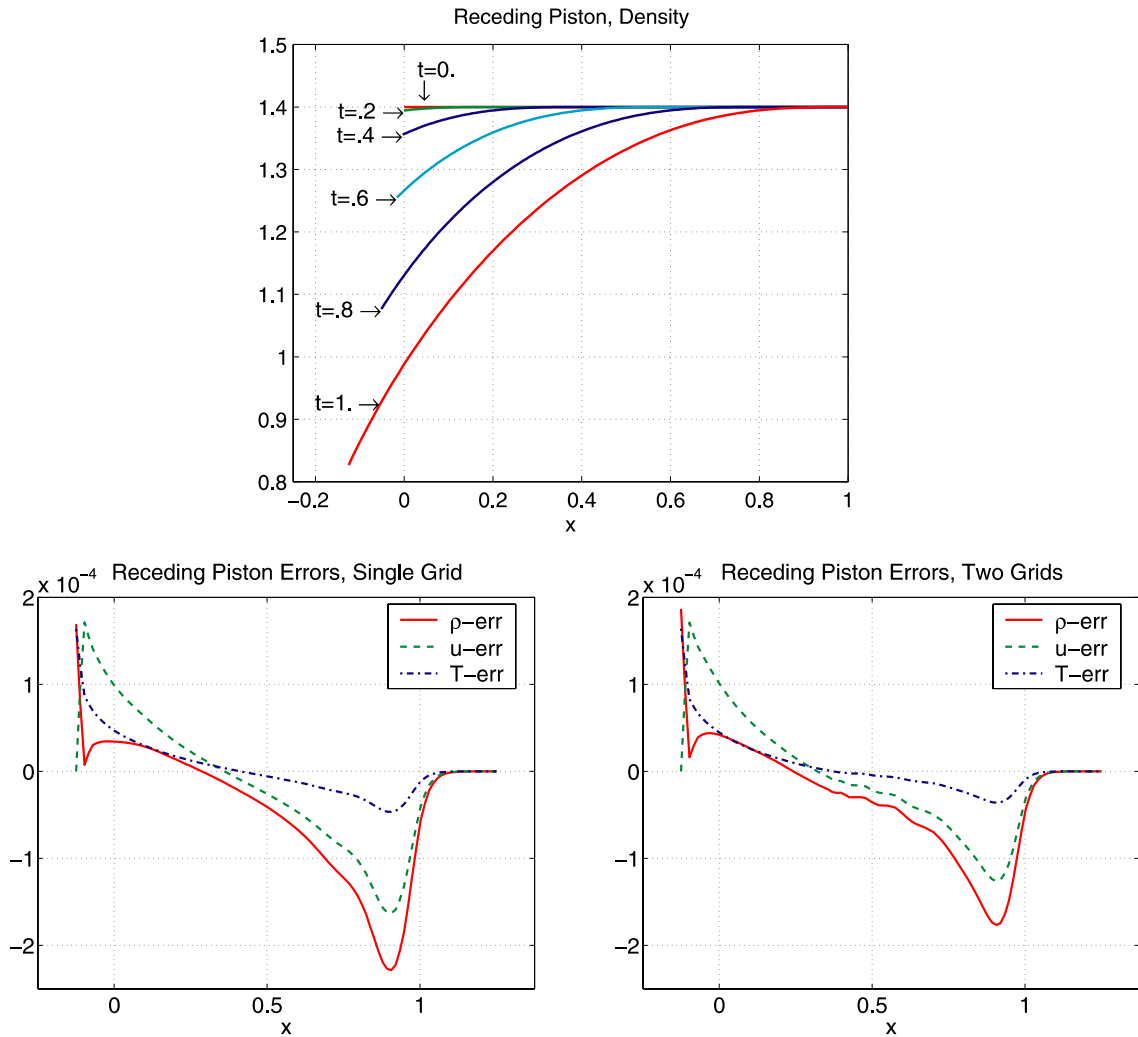 Receding Piston, Density
1.5
1.4
1.3
1.2
1.1
1
0.9
0.8
t=0.
t=.2
t=.4
t=.6
t=.8
t=1.
−0.2 0 0.2 0.4 0.6 0.8 1
x
x 10⁻⁴ Receding Piston Errors, Single Grid
2
1
0
−1
−2
ρ−err
u−err
T−err
0 0.5 1
x
x 10⁻⁴ Receding Piston Errors, Two Grids
2
1
0
−1
−2
ρ−err
u−err
T−err
0 0.5 1
x